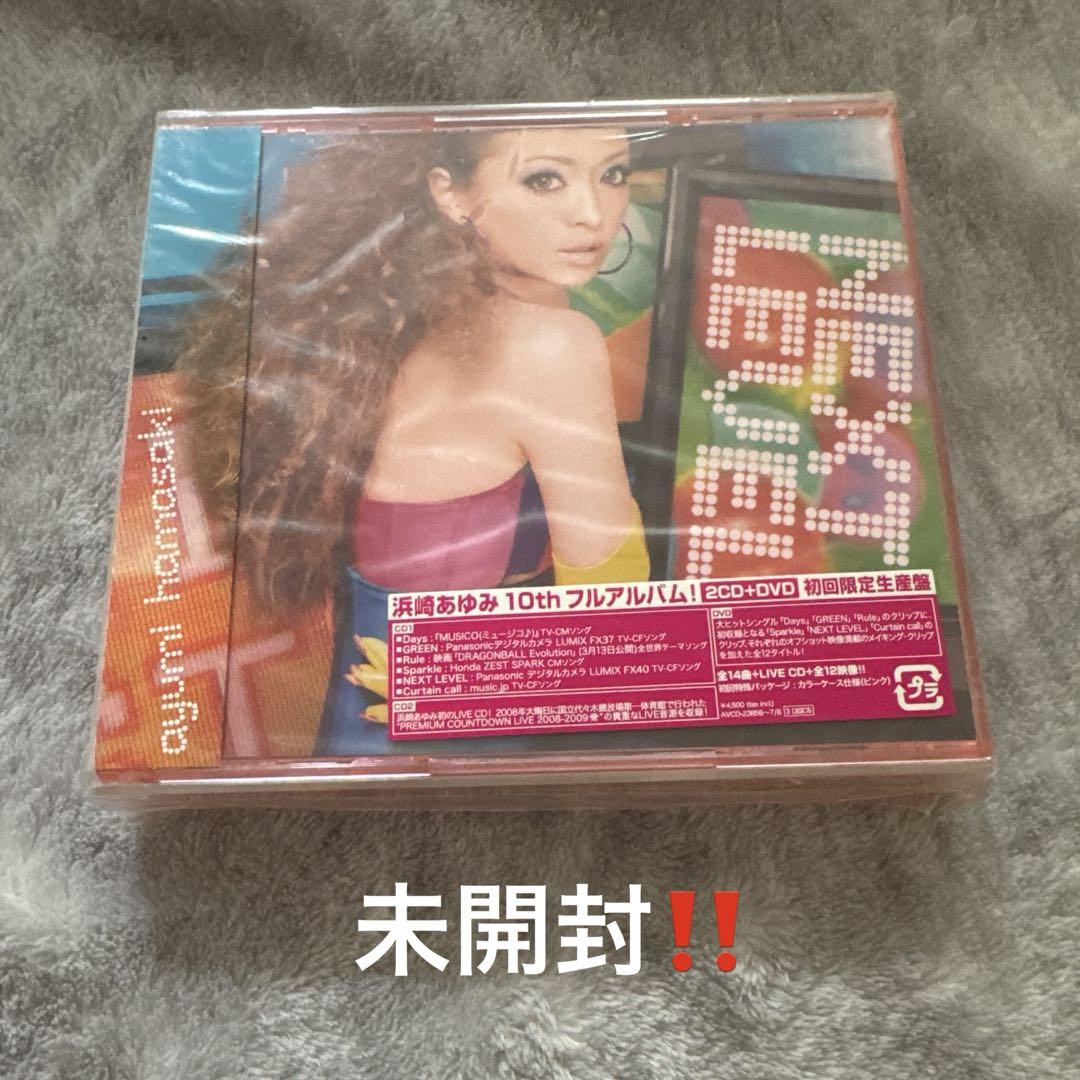 ayumi hamasaki
NEXT
LEVEL
浜崎あゆみ 10th フルアルバム! 2CD+DVD 初回限定生産盤
CD1
■Days:「MUSICO(ミュージコ♪)」TV-CMソング
■GREEN:Panasonicデジタルカメラ LUMIX FX37 TV-CFソング
■Rule:映画「DRAGONBALL Evolution」(3月13日公開)全世界テーマソング
■Sparkle:Honda ZEST SPARK CMソング
■NEXT LEVEL:Panasonic デジタルカメラ LUMIX FX40 TV-CFソング
■Curtain call:music.jp TV-CFソング
CD2
浜崎あゆみ初のLIVE CD! 2008年大晦日に国立代々木競技場第一体育館で行われた
"PREMIUM COUNTDOWN LIVE 2008-2009 "の貴重なLIVE音源を収録!
DVD
大ヒットシングル「Days」「GREEN」「Rule」のクリップに
初収録となる「Sparkle」「NEXT LEVEL」「Curtain call」の
クリップ、それぞれのオフショット映像満載のメイキング・クリップ
を加えた全12タイトル!
全14曲+LIVE CD+全12映像!!
初回特殊パッケージ:カラーケース仕様(ピンク)
¥4,500 (tax incl.)
AVCD-23856~7/B 3 DISCS
プラ
未開封‼️